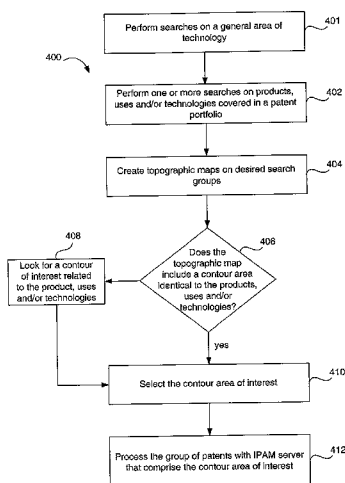 Perform searches on a general area of
technology
401
400
Perform one or more searches on products,
uses and/or technologies covered in a patent
portfolio
402
Create topographic maps on desired search
groups
404
406
Does the
topographic map
include a contour area
identical to the products,
uses and/or
technologies?
408
Look for a contour
of interest related
to the product, uses
and/or technologies
yes
Select the contour area of interest
410
Process the group of patents with IPAM server
that comprise the contour area of interest
412